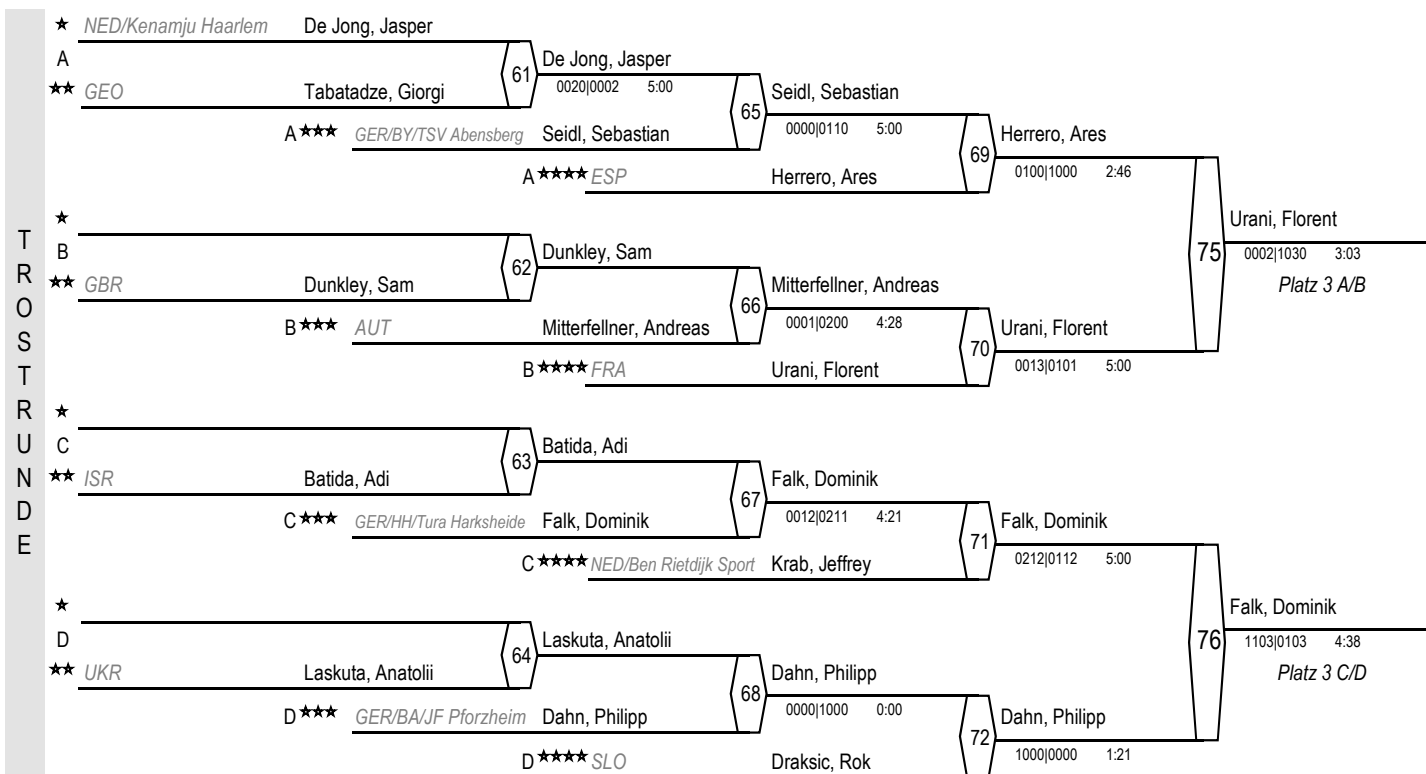 TROSTRUNDE
★ NED/Kenamju Haarlem De Jong, Jasper
A
★★ GEO Tabatadze, Giorgi
61 De Jong, Jasper
0020|0002 5:00
A ★★★ GER/BY/TSV Abensberg Seidl, Sebastian
65 Seidl, Sebastian
0000|0110 5:00
A ★★★★ ESP Herrero, Ares
69 Herrero, Ares
0100|1000 2:46
★
B
★★ GBR Dunkley, Sam
62 Dunkley, Sam
B ★★★ AUT Mitterfellner, Andreas
66 Mitterfellner, Andreas
0001|0200 4:28
B ★★★★ FRA Urani, Florent
70 Urani, Florent
0013|0101 5:00
75 Urani, Florent
0002|1030 3:03
Platz 3 A/B
★
C
★★ ISR Batida, Adi
63 Batida, Adi
C ★★★ GER/HH/Tura Harksheide Falk, Dominik
67 Falk, Dominik
0012|0211 4:21
C ★★★★ NED/Ben Rietdijk Sport Krab, Jeffrey
71 Falk, Dominik
0212|0112 5:00
★
D
★★ UKR Laskuta, Anatolii
64 Laskuta, Anatolii
D ★★★ GER/BA/JF Pforzheim Dahn, Philipp
68 Dahn, Philipp
0000|1000 0:00
D ★★★★ SLO Draksic, Rok
72 Dahn, Philipp
1000|0000 1:21
76 Falk, Dominik
1103|0103 4:38
Platz 3 C/D